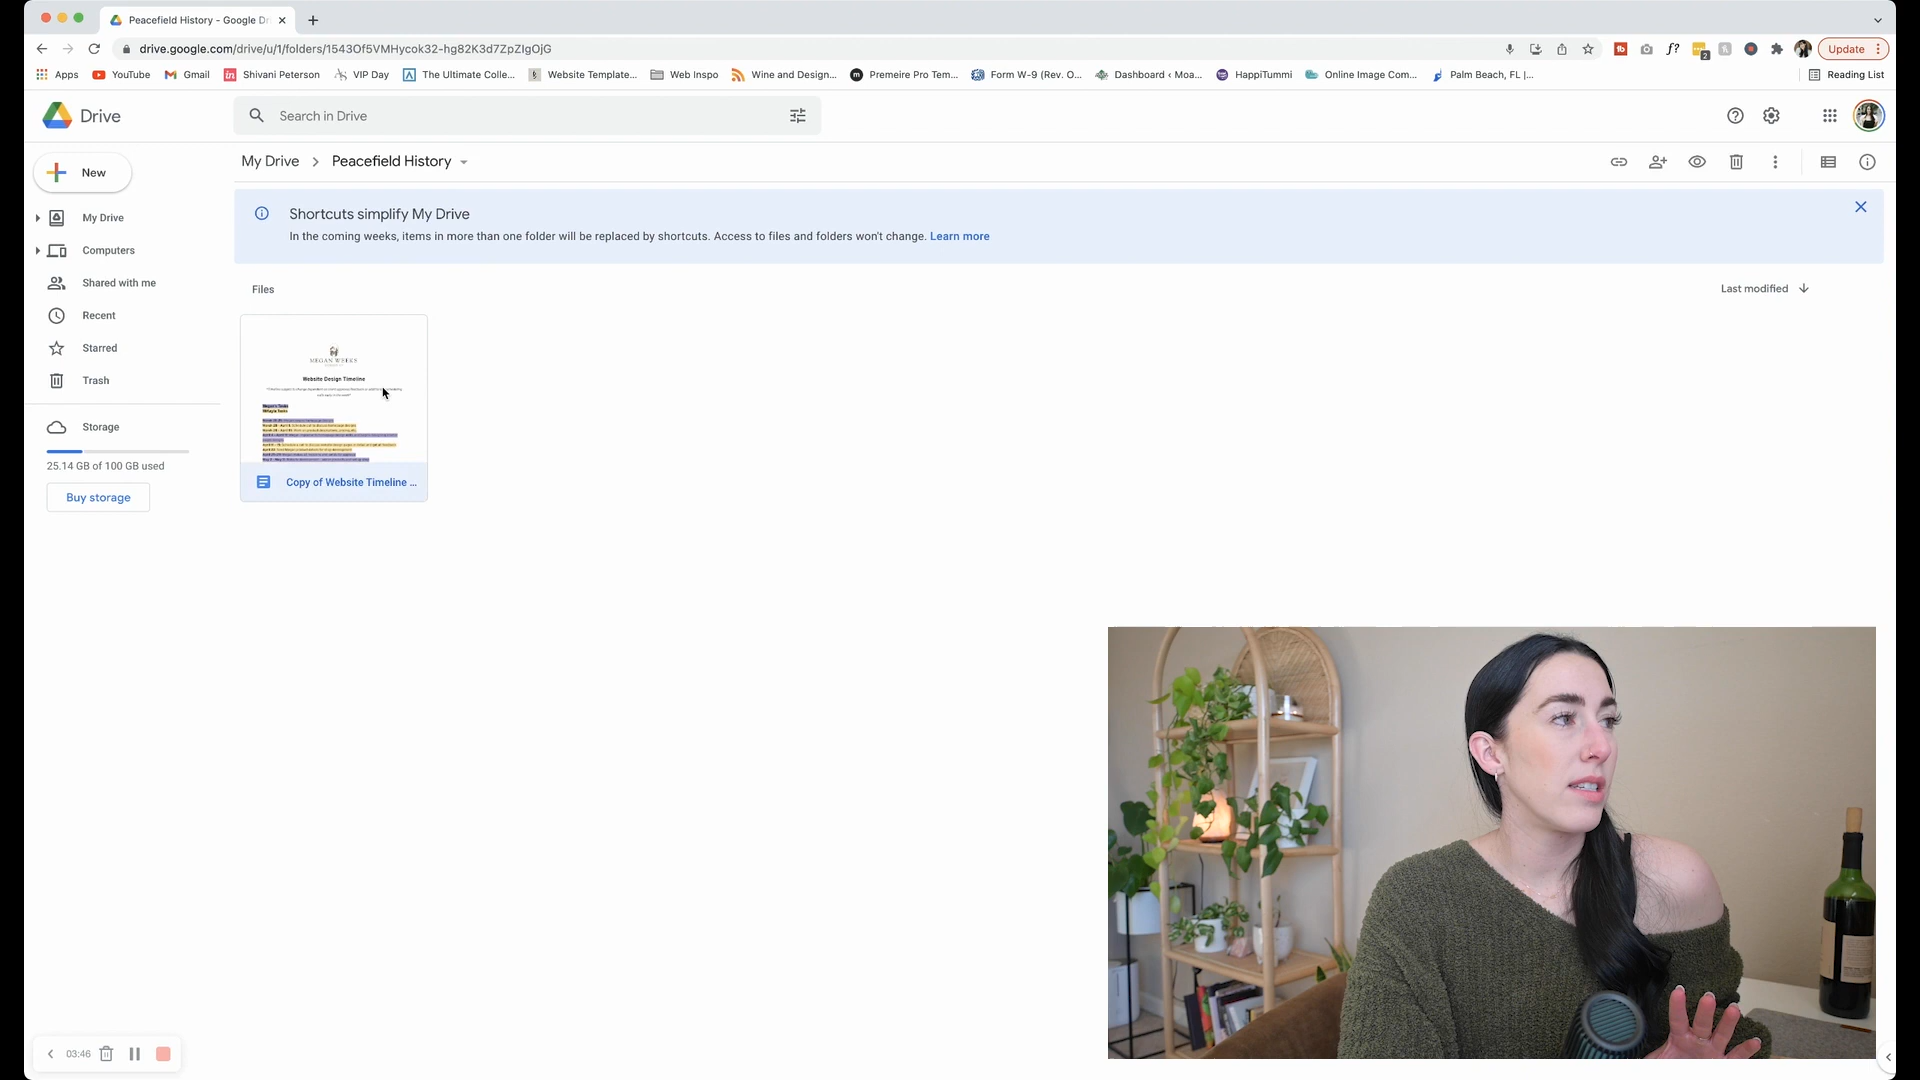 Peacefield History - Google Dr
drive.google.com/drive/u/1/folders/1543Of5VMHycok32-hg82K3d7ZpZIgOjG
Update
Apps
YouTube
Gmail
Shivani Peterson
VIP Day
The Ultimate Colle...
Website Template...
Web Inspo
Wine and Design...
Premeire Pro Tem...
Form W-9 (Rev. O...
Dashboard ‹ Moa...
HappiTummi
Online Image Com...
Palm Beach, FL |...
Reading List
Drive
Search in Drive
New
My Drive
Peacefield History
My Drive
Computers
Shared with me
Recent
Starred
Trash
Storage
25.14 GB of 100 GB used
Buy storage
Shortcuts simplify My Drive
In the coming weeks, items in more than one folder will be replaced by shortcuts. Access to files and folders won't change. Learn more
Files
Last modified
MEGAN WEEKS
Website Design Timeline
Copy of Website Timeline ...
03:46